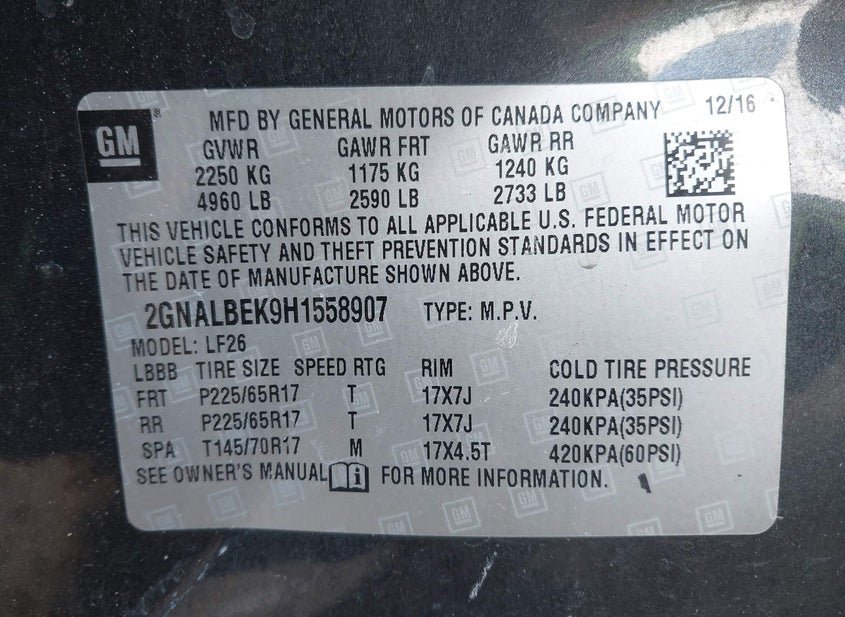 GM
MFD BY GENERAL MOTORS OF CANADA COMPANY 12/16
GVWR GAWR FRT GAWR RR
2250 KG 1175 KG 1240 KG
4960 LB 2590 LB 2733 LB
THIS VEHICLE CONFORMS TO ALL APPLICABLE U.S. FEDERAL MOTOR
VEHICLE SAFETY AND THEFT PREVENTION STANDARDS IN EFFECT ON
THE DATE OF MANUFACTURE SHOWN ABOVE.
2GNALBEK9H1558907 TYPE: M.P.V.
MODEL: LF26
LBBB TIRE SIZE SPEED RTG RIM COLD TIRE PRESSURE
FRT P225/65R17 T 17X7J 240KPA(35PSI)
RR P225/65R17 T 17X7J 240KPA(35PSI)
SPA T145/70R17 M 17X4.5T 420KPA(60PSI)
SEE OWNER'S MANUAL FOR MORE INFORMATION.